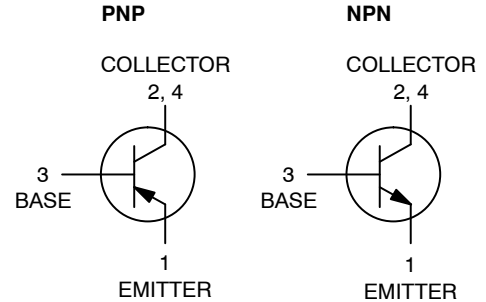 PNP
COLLECTOR
2, 4
3
BASE
1
EMITTER
NPN
COLLECTOR
2, 4
3
BASE
1
EMITTER